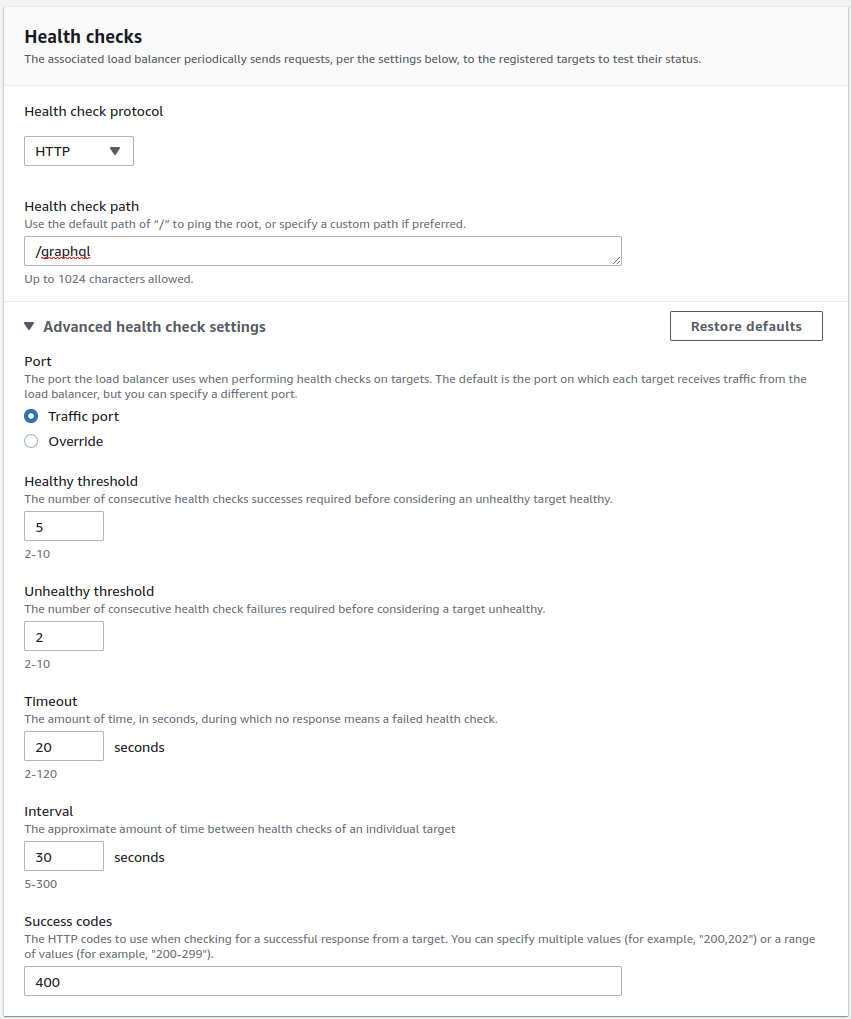 Health checks
The associated load balancer periodically sends requests, per the settings below, to the registered targets to test their status.
Health check protocol
HTTP
Health check path
Use the default path of "/" to ping the root, or specify a custom path if preferred.
/graphql
Up to 1024 characters allowed.
Advanced health check settings
Restore defaults
Port
The port the load balancer uses when performing health checks on targets. The default is the port on which each target receives traffic from the
load balancer, but you can specify a different port.
Traffic port
Override
Healthy threshold
The number of consecutive health checks successes required before considering an unhealthy target healthy.
5
2-10
Unhealthy threshold
The number of consecutive health check failures required before considering a target unhealthy.
2
2-10
Timeout
The amount of time, in seconds, during which no response means a failed health check.
20 seconds
2-120
Interval
The approximate amount of time between health checks of an individual target
30 seconds
5-300
Success codes
The HTTP codes to use when checking for a successful response from a target. You can specify multiple values (for example, "200,202") or a range
of values (for example, "200-299").
400